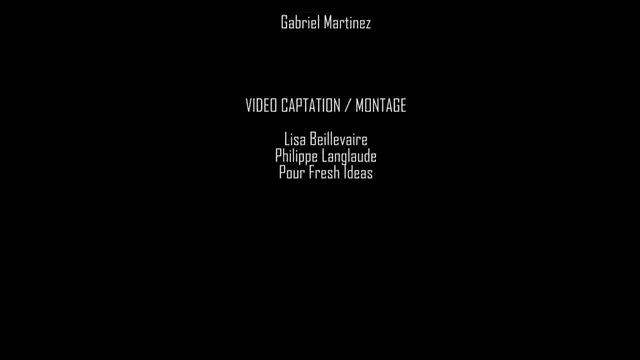 Gabriel Martinez
VIDEO CAPTATION / MONTAGE
Lisa Beillevaire
Philippe Langlaude
Pour Fresh Ideas